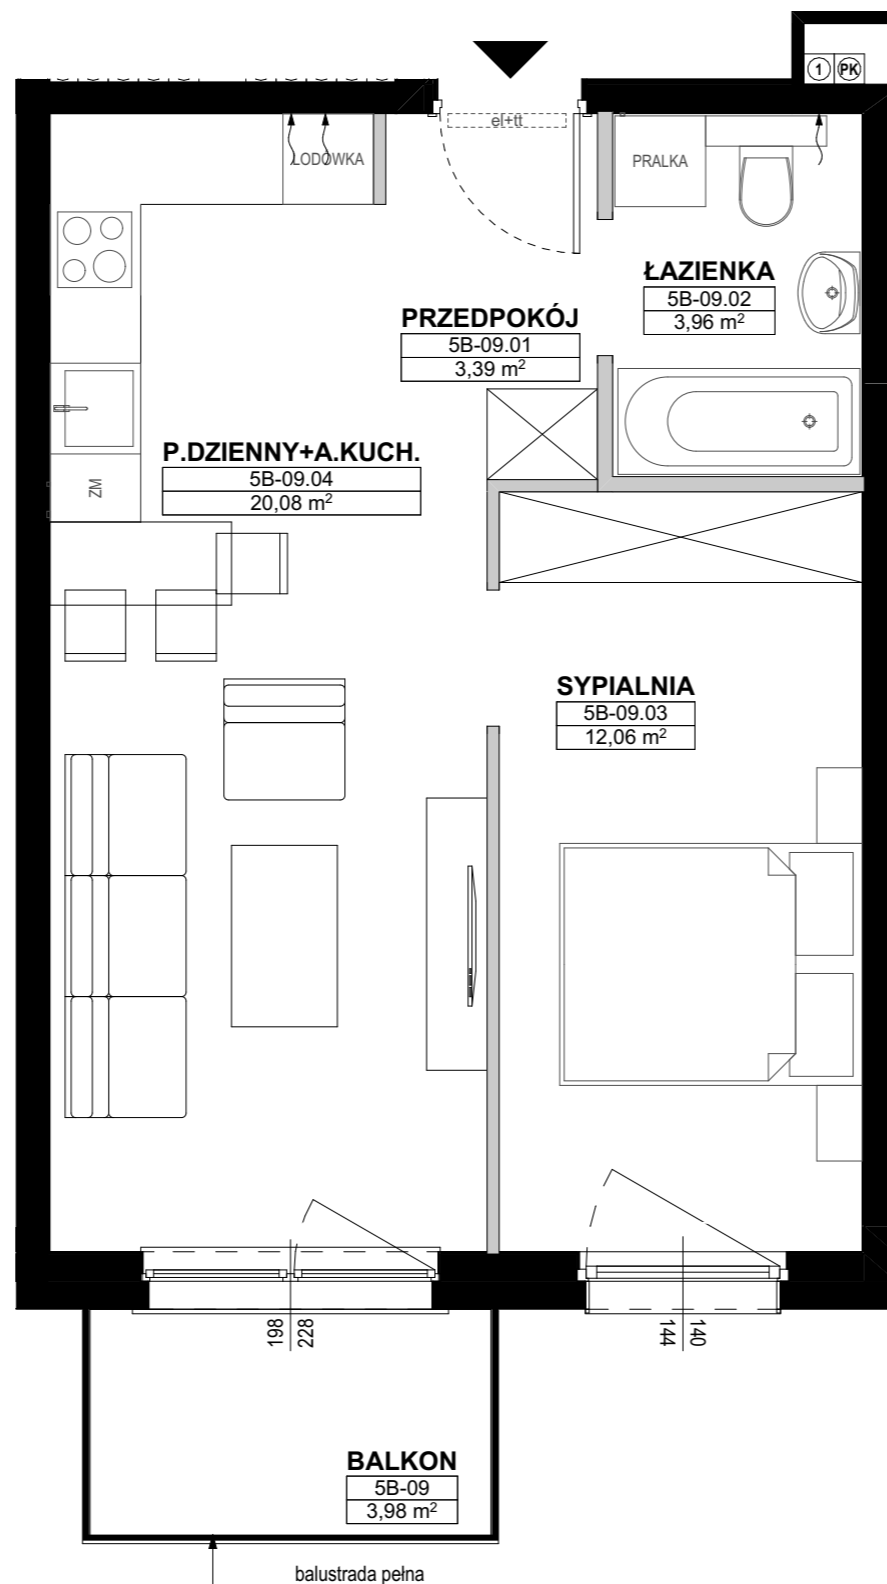 1 PK
el+tt
LODÓWKA
PRALKA
ŁAZIENKA
5B-09.02
3,96 m²
PRZEDPOKÓJ
5B-09.01
3,39 m²
P.DZIENNY+A.KUCH.
5B-09.04
20,08 m²
ZM
SYPIALNIA
5B-09.03
12,06 m²
198
228
144
140
BALKON
5B-09
3,98 m²
balustrada pełna